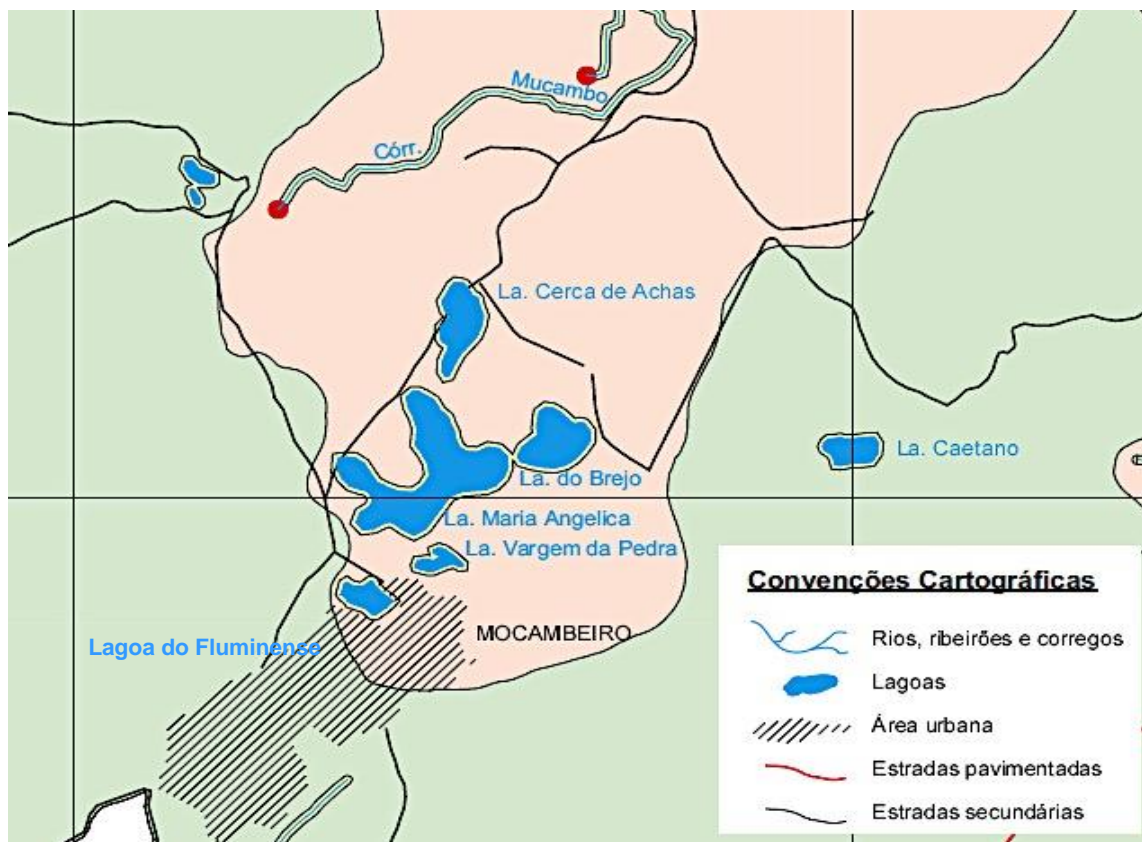 Mucambo
Córr.
La. Cerca de Achas
La. Caetano
La. do Brejo
La. Maria Angelica
La. Vargem da Pedra
MOCAMBEIRO
Lagoa do Fluminense
Convenções Cartográficas
Rios, ribeirões e corregos
Lagoas
Área urbana
Estradas pavimentadas
Estradas secundárias